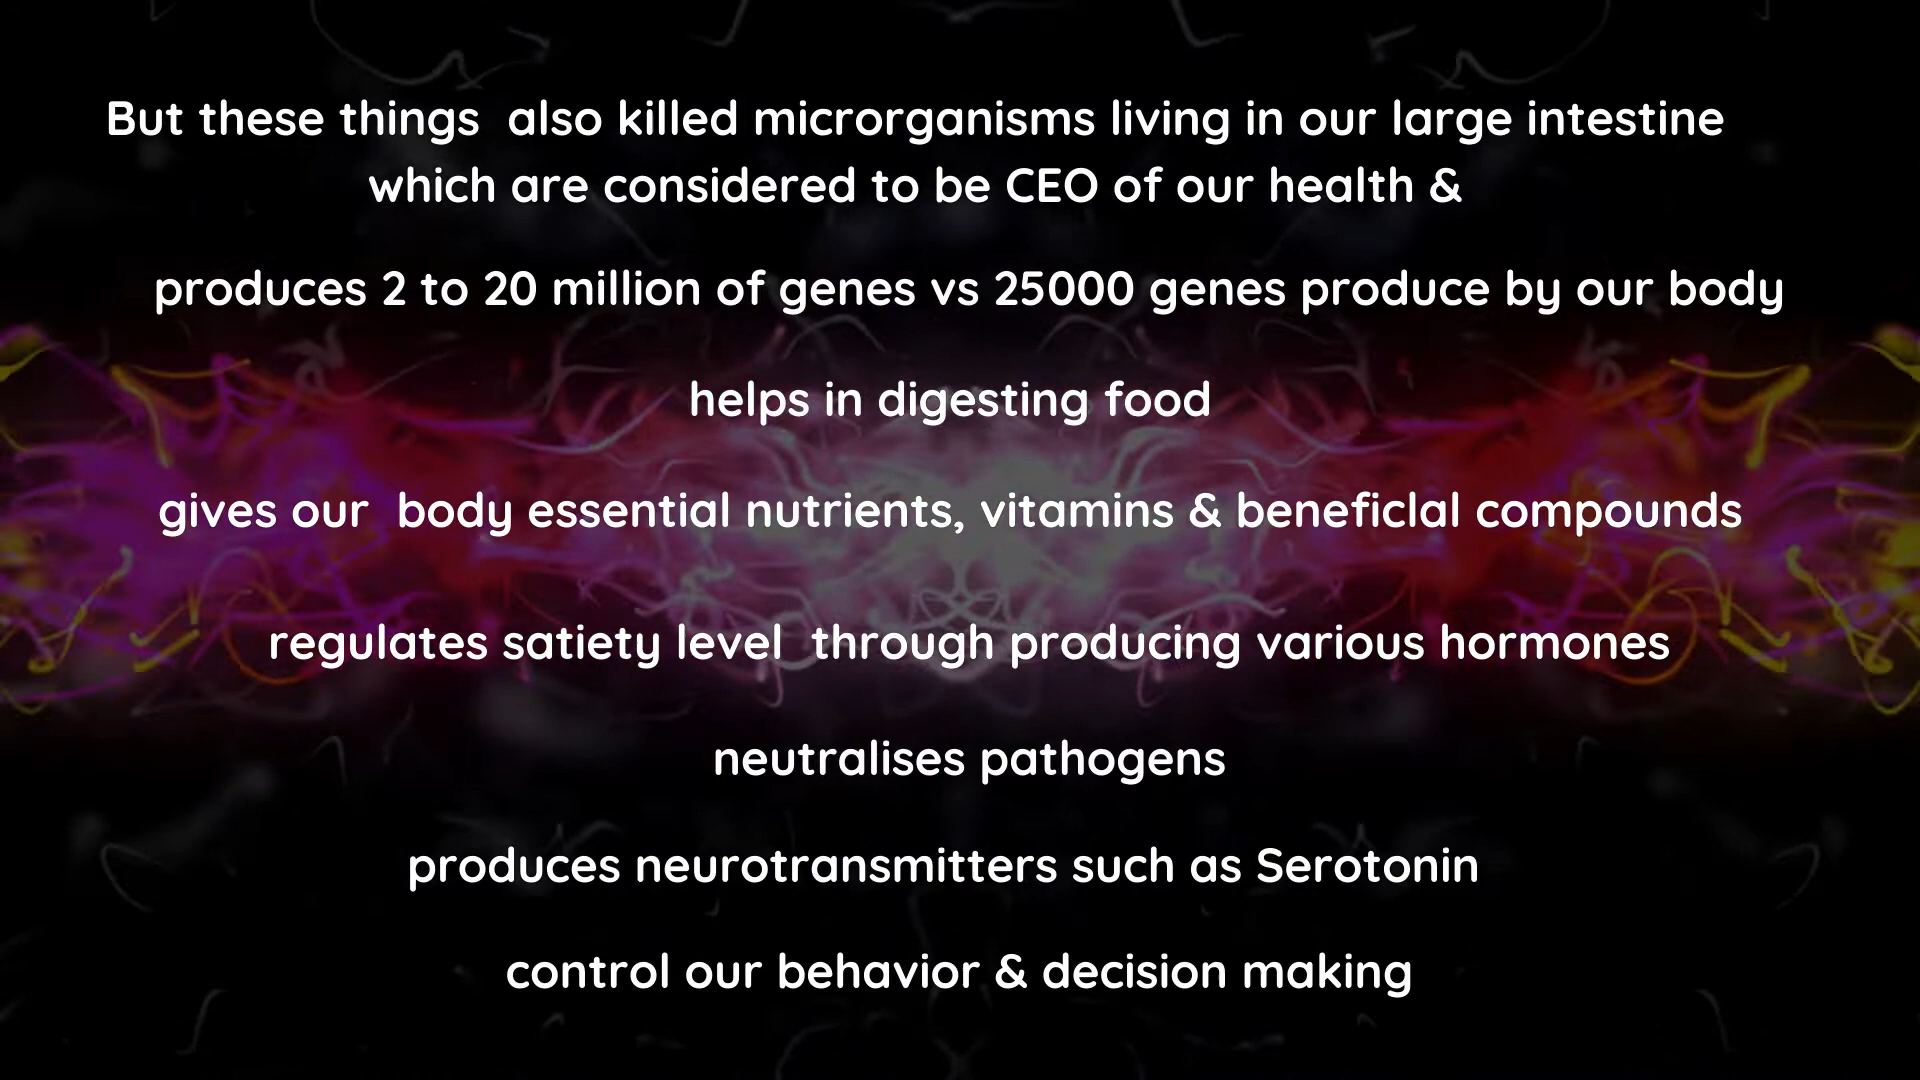 But these things  also killed microrganisms living in our large intestine
which are considered to be CEO of our health &
produces 2 to 20 million of genes vs 25000 genes produce by our body
helps in digesting food
gives our  body essential nutrients, vitamins & beneficlal compounds
regulates satiety level  through producing various hormones
neutralises pathogens
produces neurotransmitters such as Serotonin
control our behavior & decision making